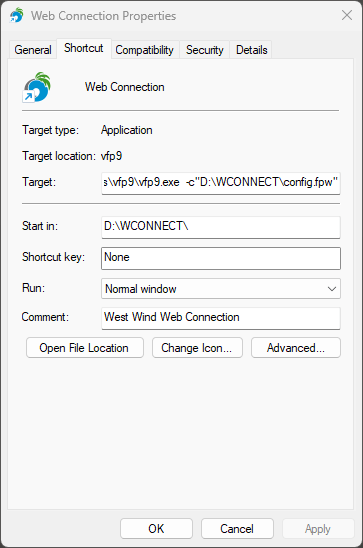 Web Connection Properties
General Shortcut Compatibility Security Details
Web Connection
Target type: Application
Target location: vfp9
Target: s\vfp9\vfp9.exe -c"D:\WCONNECT\config.fpw"
Start in: D:\WCONNECT\
Shortcut key: None
Run: Normal window
Comment: West Wind Web Connection
Open File Location Change Icon... Advanced...
OK Cancel Apply